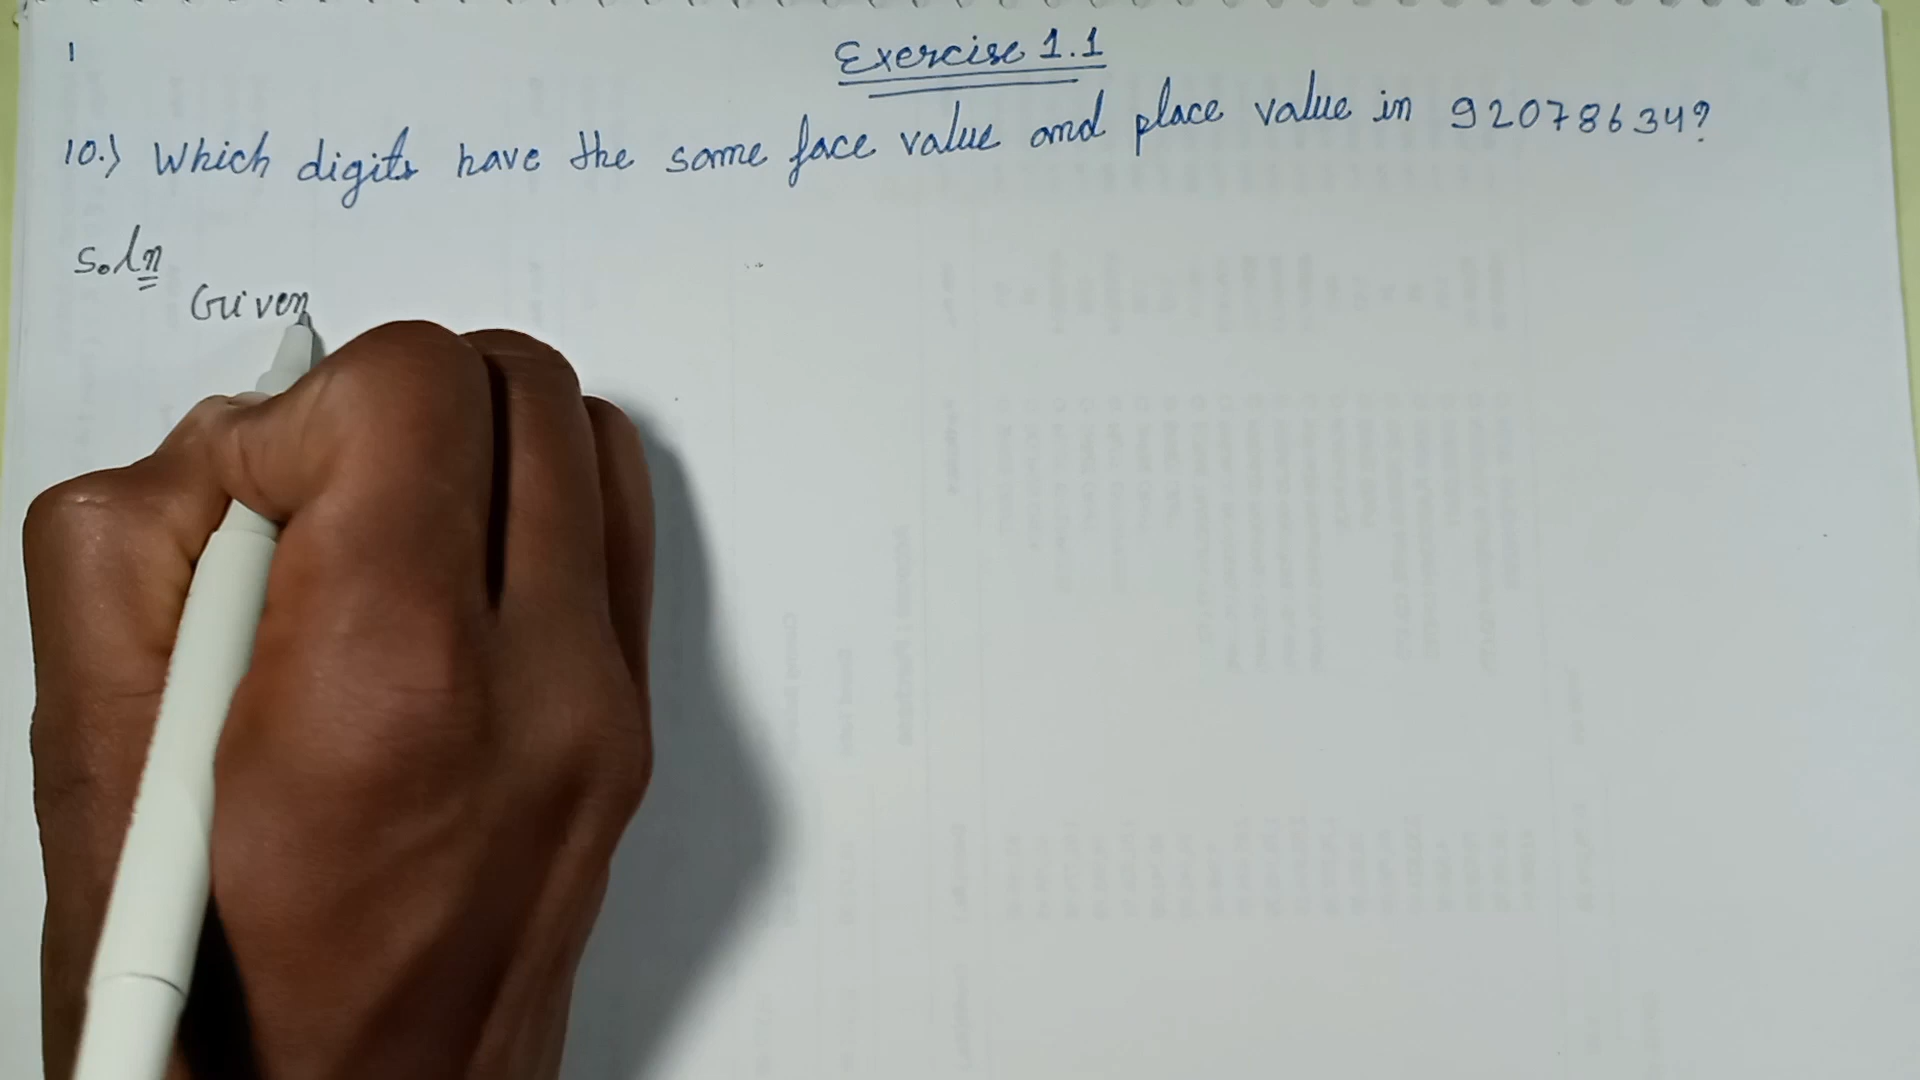 1
Exercise 1.1
10.) Which digits have the same face value and place value in 92078634?
Soln
Given